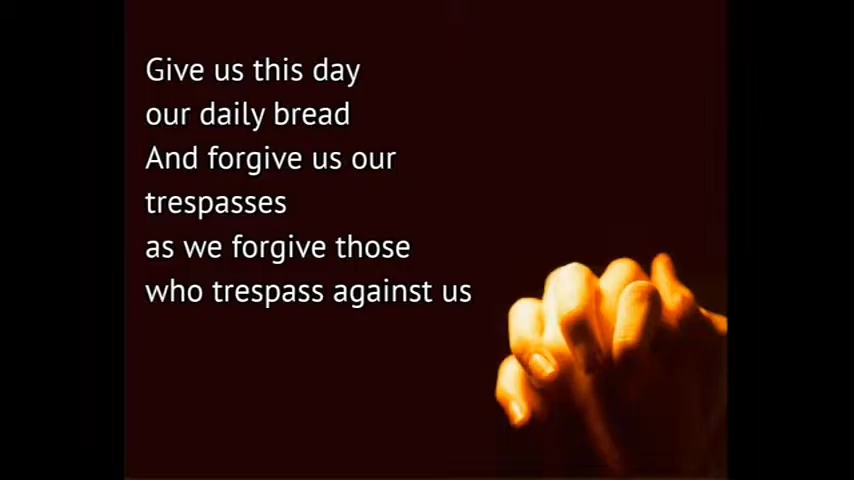 Give us this day
our daily bread
And forgive us our
trespasses
as we forgive those
who trespass against us